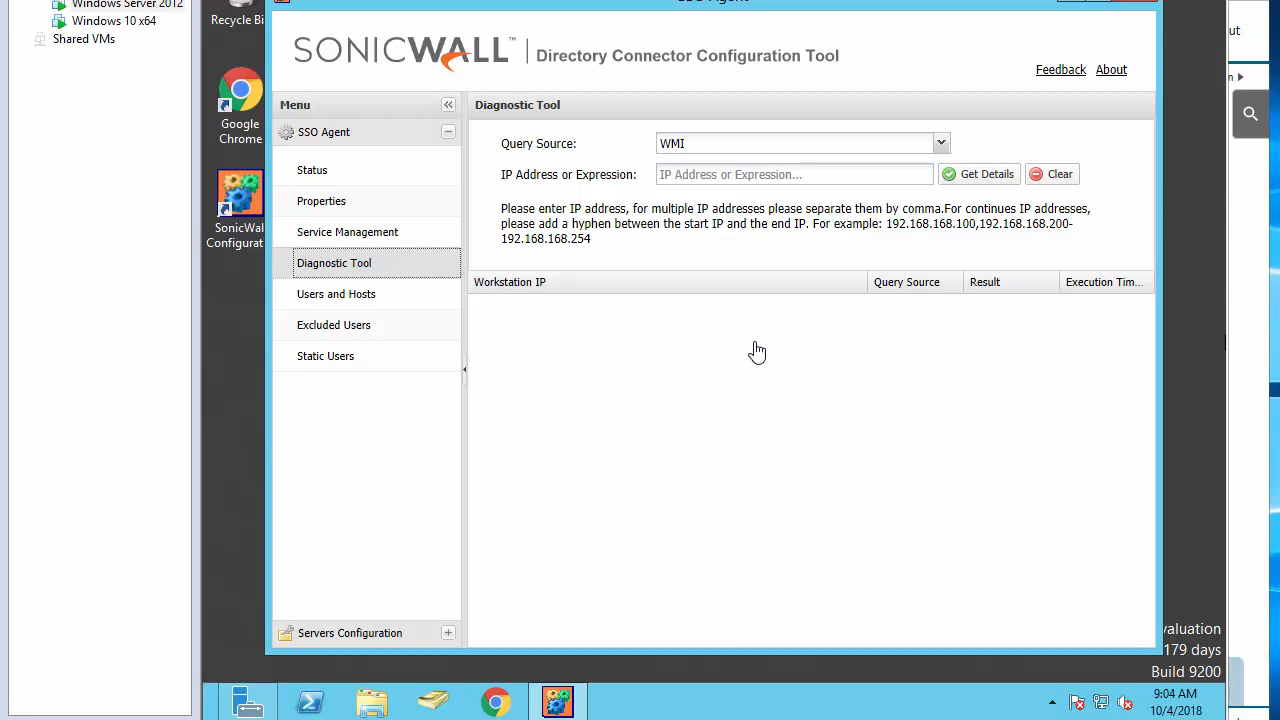 Windows Server 2012
Windows 10 x64
Shared VMs
Recycle Bi
Google
Chrome
SonicWal
Configurat
SSO Agent
SONICWALL™
Directory Connector Configuration Tool
Feedback
About
Menu
SSO Agent
Status
Properties
Service Management
Diagnostic Tool
Users and Hosts
Excluded Users
Static Users
Servers Configuration
Diagnostic Tool
Query Source:
WMI
IP Address or Expression:
IP Address or Expression...
Get Details
Clear
Please enter IP address, for multiple IP addresses please separate them by comma.For continues IP addresses,
please add a hyphen between the start IP and the end IP. For example: 192.168.168.100,192.168.168.200-
192.168.168.254
Workstation IP
Query Source
Result
Execution Tim...
valuation
179 days
Build 9200
9:04 AM
10/4/2018
ut